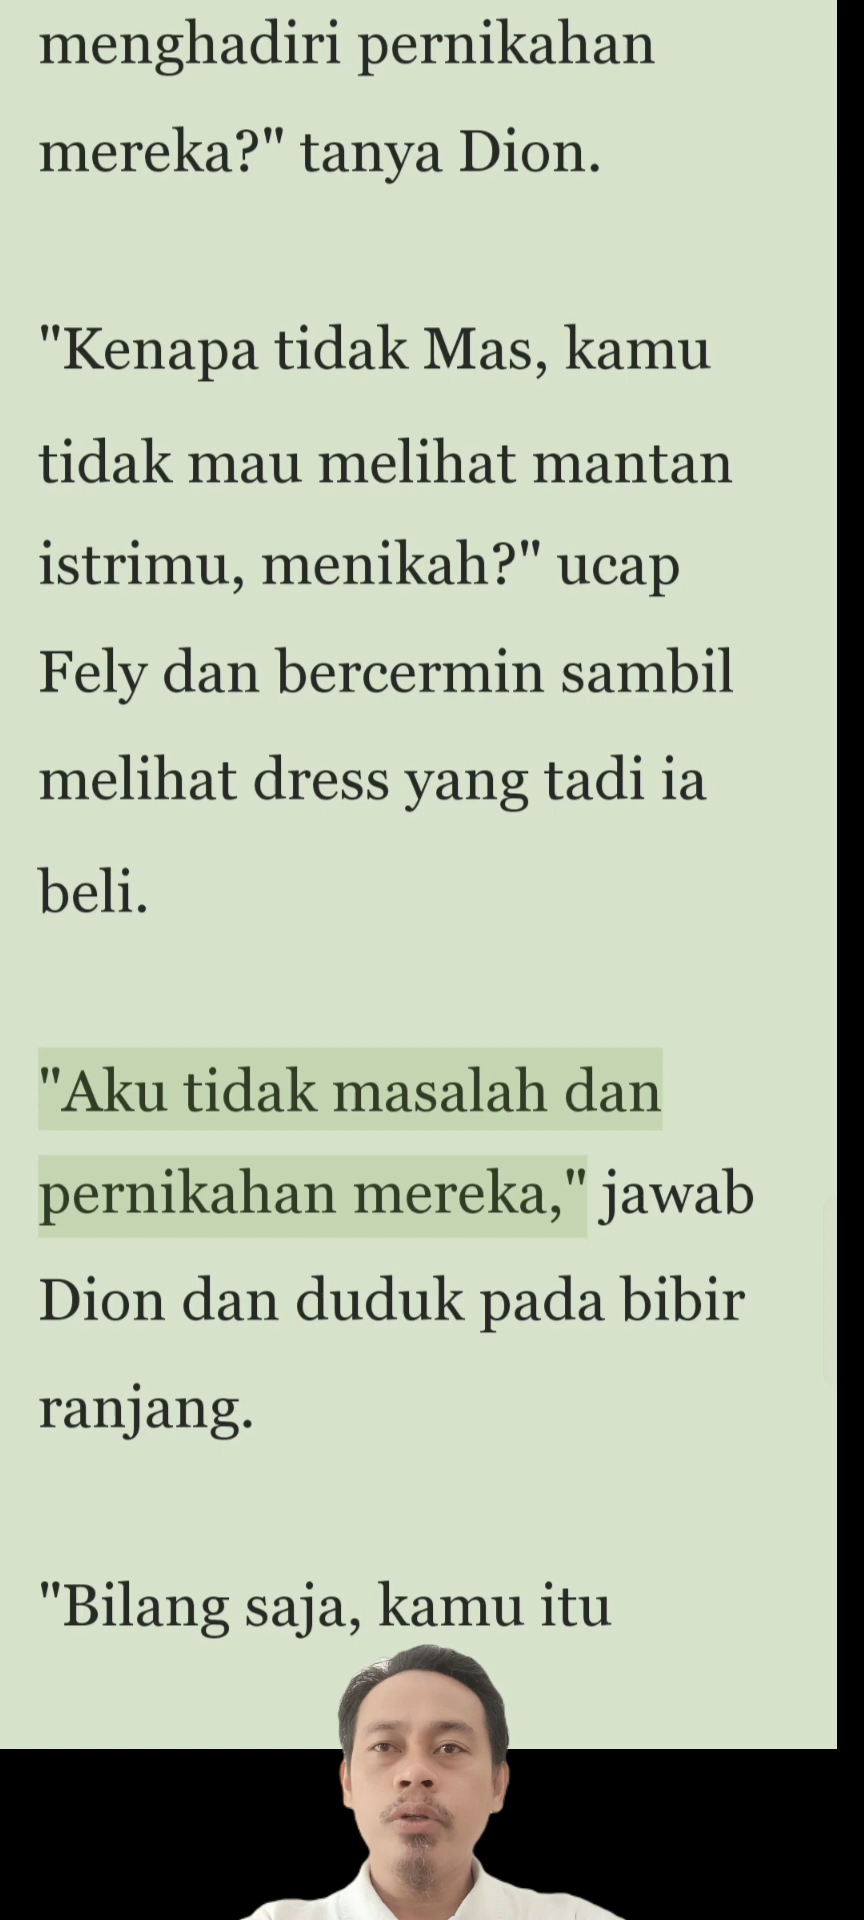 menghadiri pernikahan
mereka?" tanya Dion.
"Kenapa tidak Mas, kamu
tidak mau melihat mantan
istrimu, menikah?" ucap
Fely dan bercermin sambil
melihat dress yang tadi ia
beli.
"Aku tidak masalah dan
pernikahan mereka," jawab
Dion dan duduk pada bibir
ranjang.
"Bilang saja, kamu itu